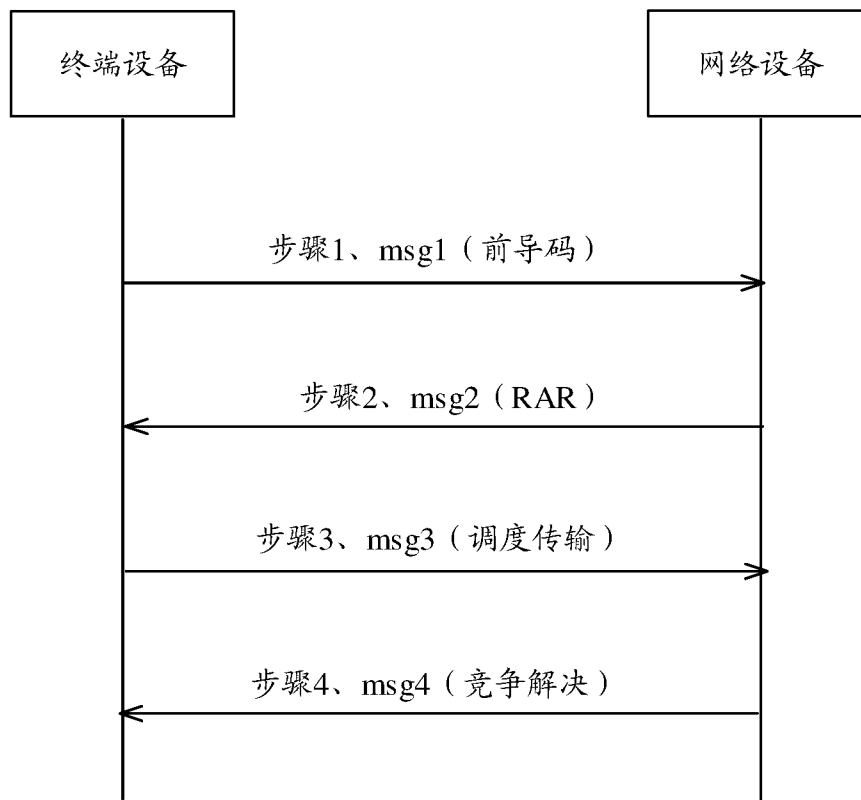 终端设备
网络设备
步骤1、msg1（前导码）
步骤2、msg2（RAR）
步骤3、msg3（调度传输）
步骤4、msg4（竞争解决）